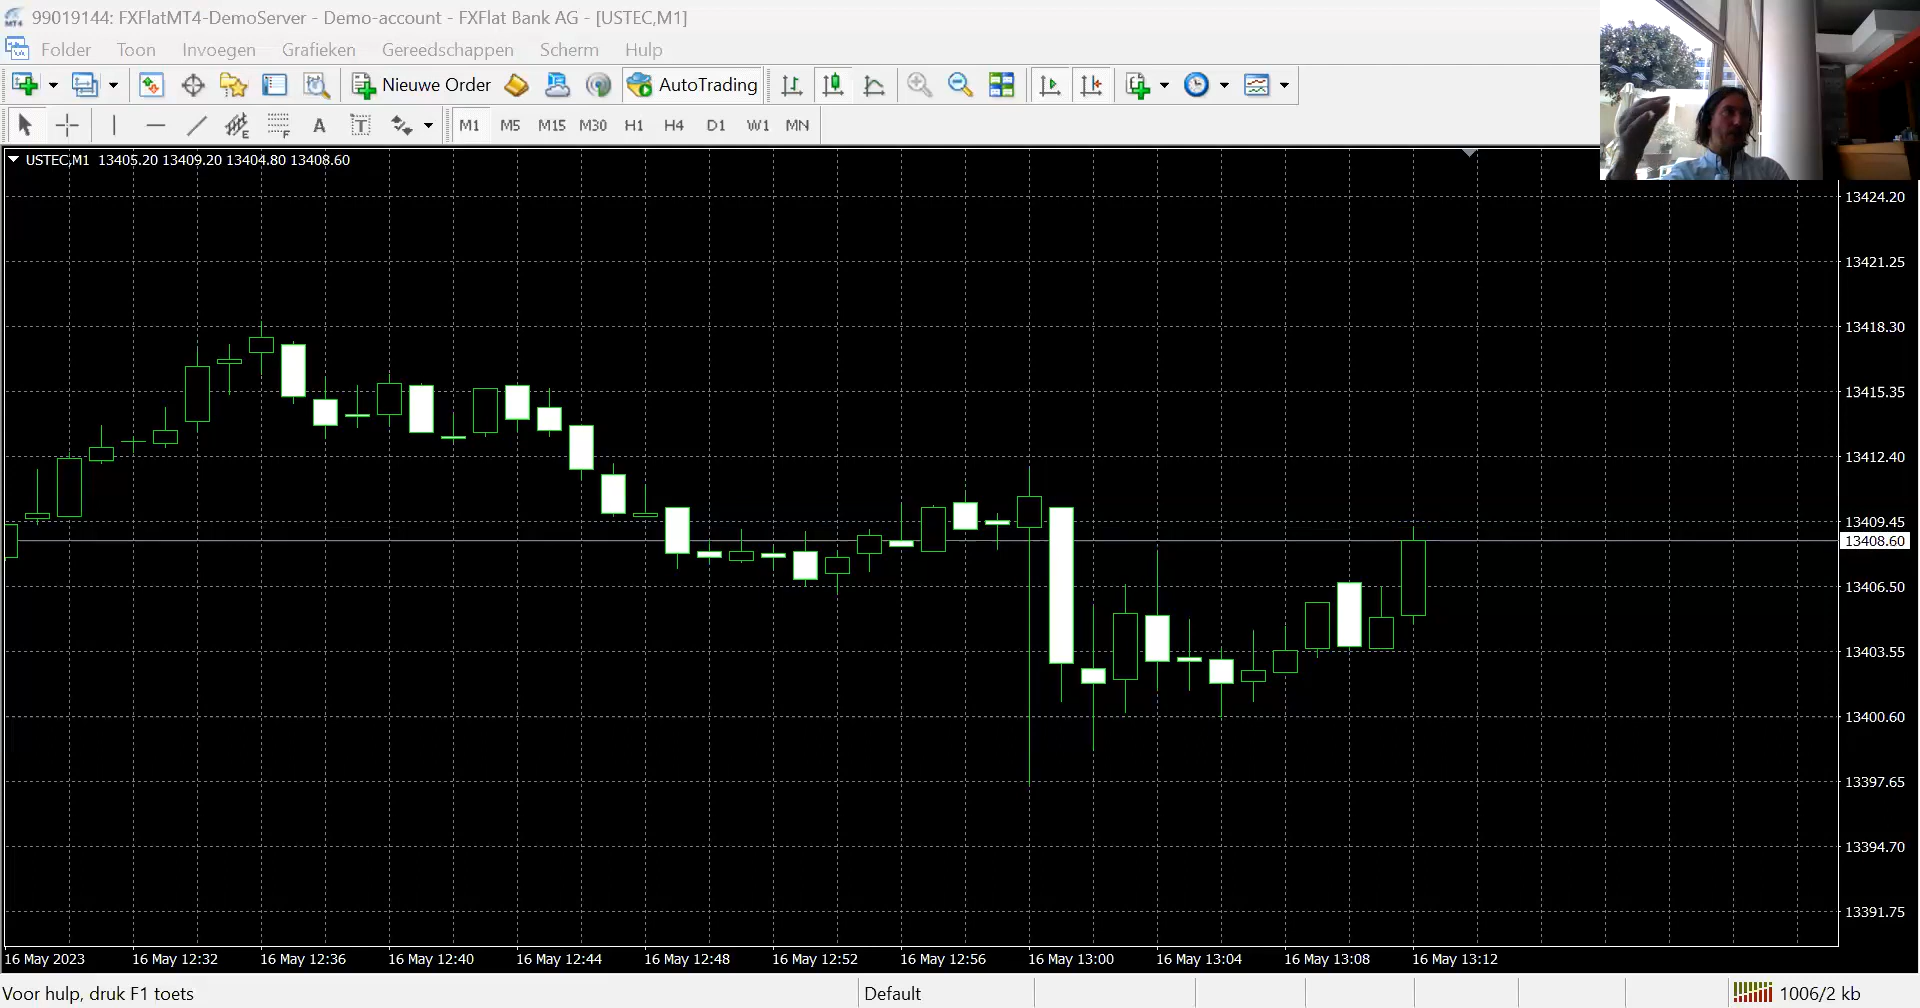 99019144: FXFlatMT4-DemoServer - Demo-account - FXFlat Bank AG - [USTEC,M1]
Folder Toon Invoegen Grafieken Gereedschappen Scherm Hulp
Nieuwe Order AutoTrading
A T M1 M5 M15 M30 H1 H4 D1 W1 MN
USTEC,M1 13405.20 13409.20 13404.80 13408.60
13424.20
13421.25
13418.30
13415.35
13412.40
13409.45
13408.60
13406.50
13403.55
13400.60
13397.65
13394.70
13391.75
16 May 2023 16 May 12:32 16 May 12:36 16 May 12:40 16 May 12:44 16 May 12:48 16 May 12:52 16 May 12:56 16 May 13:00 16 May 13:04 16 May 13:08 16 May 13:12
Voor hulp, druk F1 toets Default 1006/2 kb